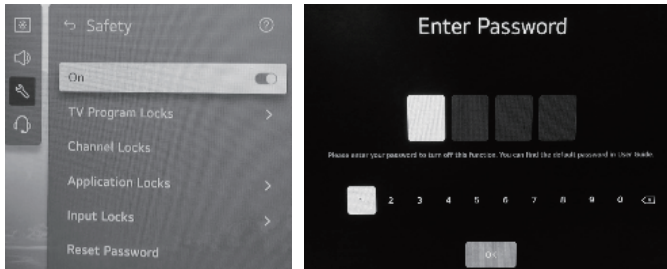 Safety
?
On
TV Program Locks
Channel Locks
Application Locks
Input Locks
Reset Password
Enter Password
Please enter your password to turn off this function. You can find the default password in User Guide.
2 3 4 5 6 7 8 9 0
OK